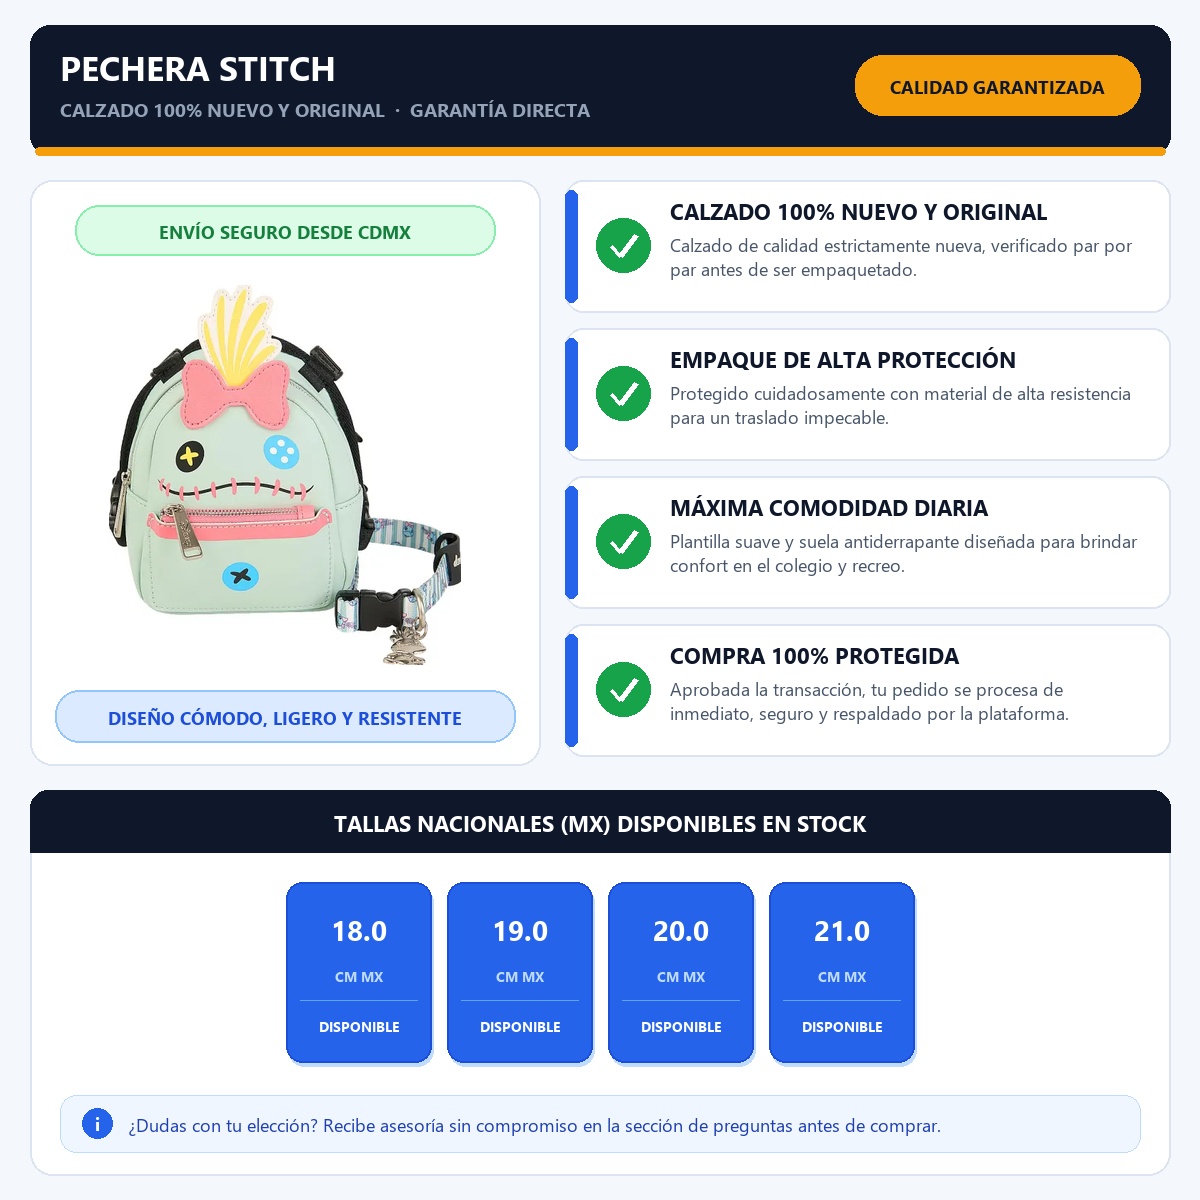 PECHERA STITCH
CALZADO 100% NUEVO Y ORIGINAL · GARANTÍA DIRECTA
CALIDAD GARANTIZADA
ENVÍO SEGURO DESDE CDMX
DISEÑO CÓMODO, LIGERO Y RESISTENTE
CALZADO 100% NUEVO Y ORIGINAL
Calzado de calidad estrictamente nueva, verificado par por
par antes de ser empaquetado.
EMPAQUE DE ALTA PROTECCIÓN
Protegido cuidadosamente con material de alta resistencia
para un traslado impecable.
MÁXIMA COMODIDAD DIARIA
Plantilla suave y suela antiderrapante diseñada para brindar
confort en el colegio y recreo.
COMPRA 100% PROTEGIDA
Aprobada la transacción, tu pedido se procesa de
inmediato, seguro y respaldado por la plataforma.
TALLAS NACIONALES (MX) DISPONIBLES EN STOCK
18.0
CM MX
DISPONIBLE
19.0
CM MX
DISPONIBLE
20.0
CM MX
DISPONIBLE
21.0
CM MX
DISPONIBLE
¿Dudas con tu elección? Recibe asesoría sin compromiso en la sección de preguntas antes de comprar.